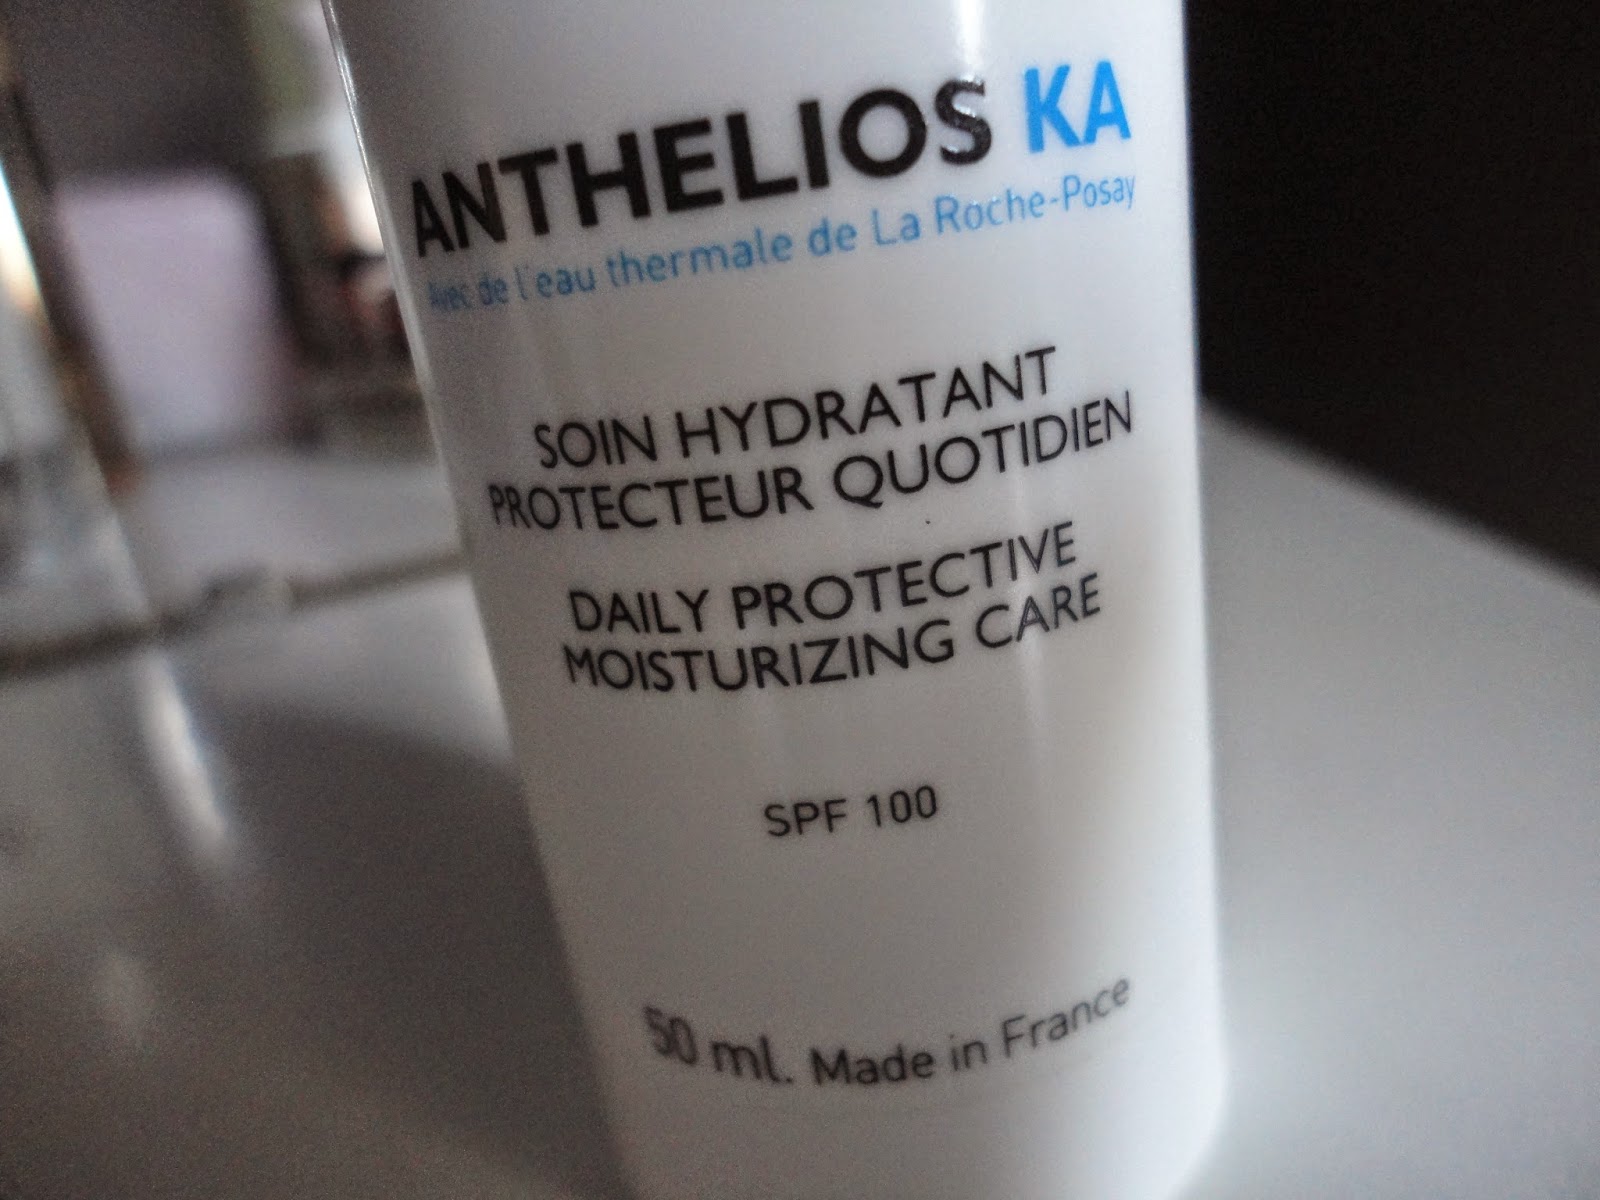 ANTHELIOS KA
Avec de l'eau thermale de La Roche-Posay
SOIN HYDRATANT
PROTECTEUR QUOTIDIEN
DAILY PROTECTIVE
MOISTURIZING CARE
SPF 100
50 ml. Made in France